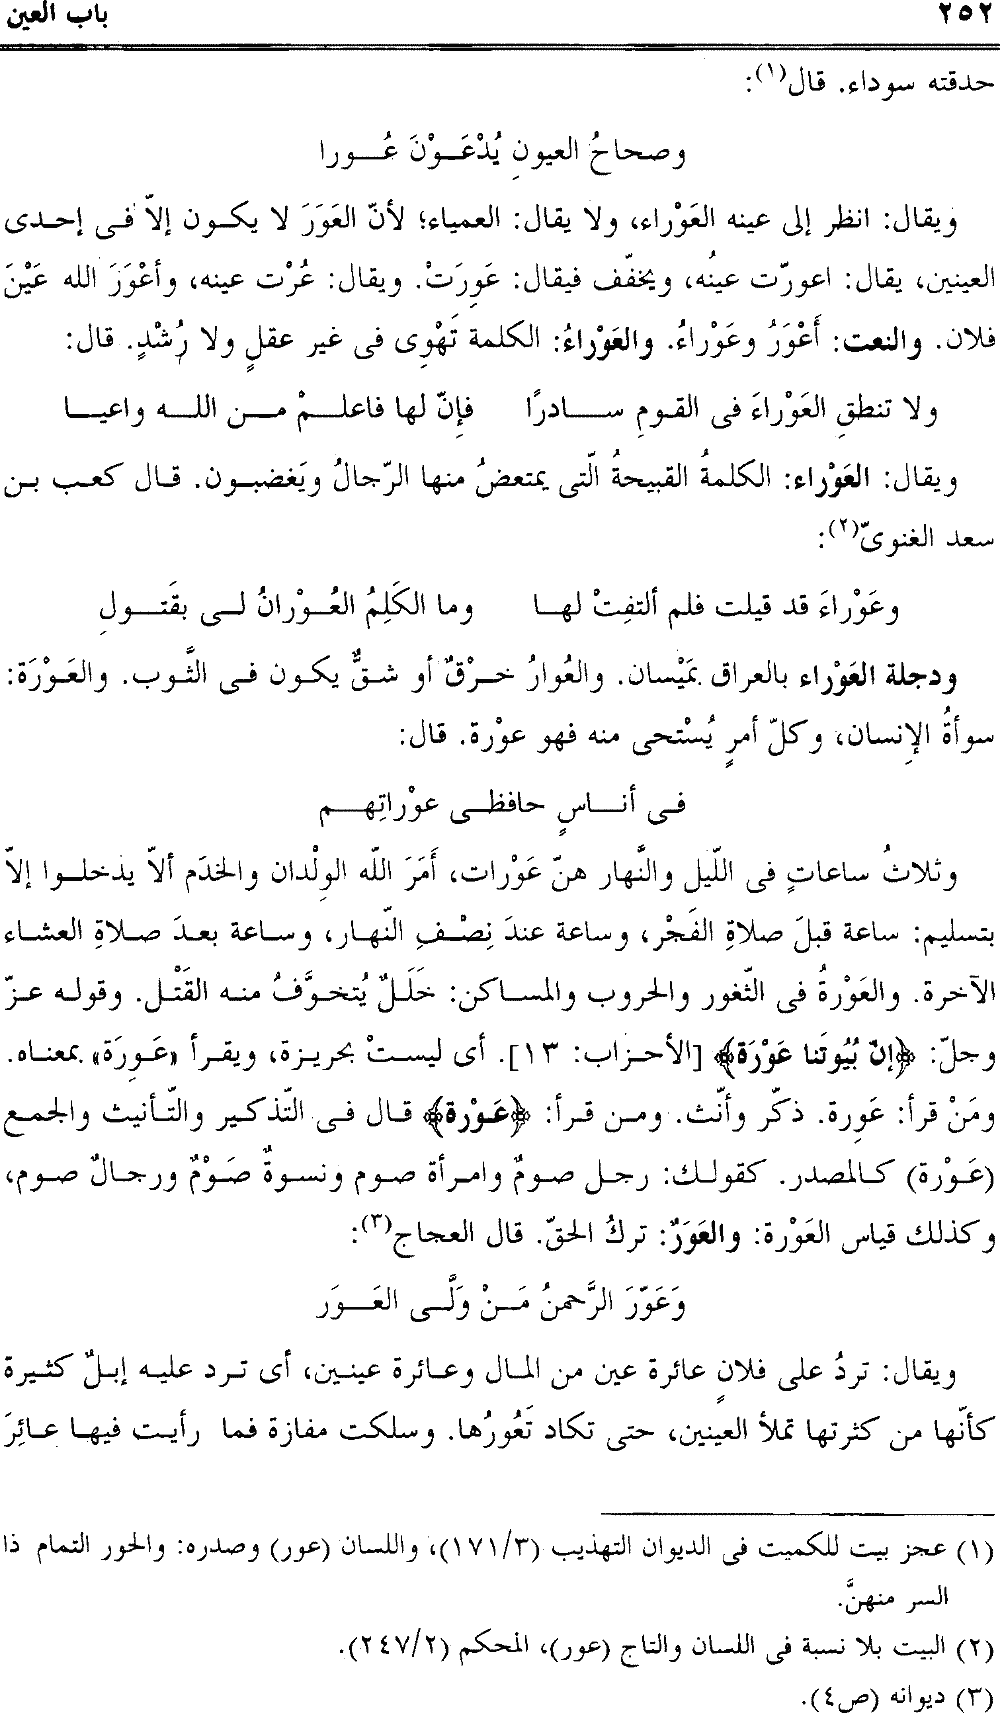 ٢٥٢ باب العين
حدقته سوداء. قال(١):
وصحاحُ العيونِ يُدْعَـوْنَ عُـورا
ويقال: انظر إلى عينه العَوْراء، ولا يقال: العمياء؛ لأنّ العَوَرَ لا يكون إلاّ فى إحدى
العينين، يقال: اعورّت عينُه، ويخفّف فيقال: عَوِرَتْ. ويقال: عُرْت عينه، وأعْوَرَ الله عَيْنَ
فلان. والنعت: أَعْوَرُ وعَوْراءُ. والعَوْراءُ: الكلمة تَهْوِى فى غير عقلٍ ولا رُشْدٍ. قال:
ولا تنطقِ العَوْراءَ فى القومِ سادرًا فإنّ لها فاعلمْ من الله واعيا
ويقال: العَوْراء: الكلمةُ القبيحةُ الّتى يمتعضُ منها الرّجالُ ويَغضبون. قال كعب بن
سعد الغنوىّ(٢):
وعَوْراءَ قد قيلت فلم ألتفِتْ لها وما الكَلِمُ العُوْرانُ لى بقَتولِ
ودجلة العَوْراء بالعراق بمَيْسان. والعُوارُ خرْقٌ أو شقٌّ يكون فى الثَّوب. والعَوْرَة:
سوأةُ الإنسان، وكلّ أمرٍ يُسْتحى منه فهو عوْرة. قال:
فى أناسٍ حافظى عوْراتِهم
وثلاثُ ساعاتٍ فى اللّيل والنَّهار هنّ عَوْرات، أَمَرَ اللّه الوِلْدان والخدَم ألاّ يدخلوا إلاّ
بتسليم: ساعة قبلَ صلاةِ الفَجْر، وساعة عندَ نِصْفِ النّهار، وساعة بعدَ صلاةِ العشاء
الآخرة. والعَوْرةُ فى الثّغور والحروب والمساكن: خَلَلٌ يُتخوَّفُ منه القَتْل. وقوله عزّ
وجلّ: ﴿إنّ بُيُوتَنا عَوْرَة﴾ [الأحزاب: ١٣]. أى ليستْ بحريزة، ويقرأ «عَوِرَة» بمعناه.
ومَنْ قرأ: عَوِرة. ذكّر وأنّث. ومن قرأ: ﴿عَوْرة﴾ قال فى التّذكير والتّأنيث والجمع
(عَوْرة) كالمصدر. كقولك: رجل صومٌ وامرأة صوم ونسوةٌ صَوْمٌ ورجالٌ صوم،
وكذلك قياس العَوْرة: والعَوَرٌ: تركُ الحقّ. قال العجاج(٣):
وَعَوّرَ الرَّحمنُ مَنْ وَلَّى العَوَر
ويقال: تردُ على فلانٍ عائرة عين من المال وعائرة عينين، أى ترد عليه إبلٌ كثيرة
كأنّها من كثرتها تملأ العينين، حتى تكاد تَعُورُها. وسلكت مفازة فما رأيت فيها عائِرَ
(١) عجز بيت للكميت فى الديوان التهذيب (١٧١/٣)، واللسان (عور) وصدره: والحور التمام ذا
السر منهنَّ.
(٢) البيت بلا نسبة فى اللسان والتاج (عور)، المحكم (٢٤٧/٢).
(٣) ديوانه (ص٤).